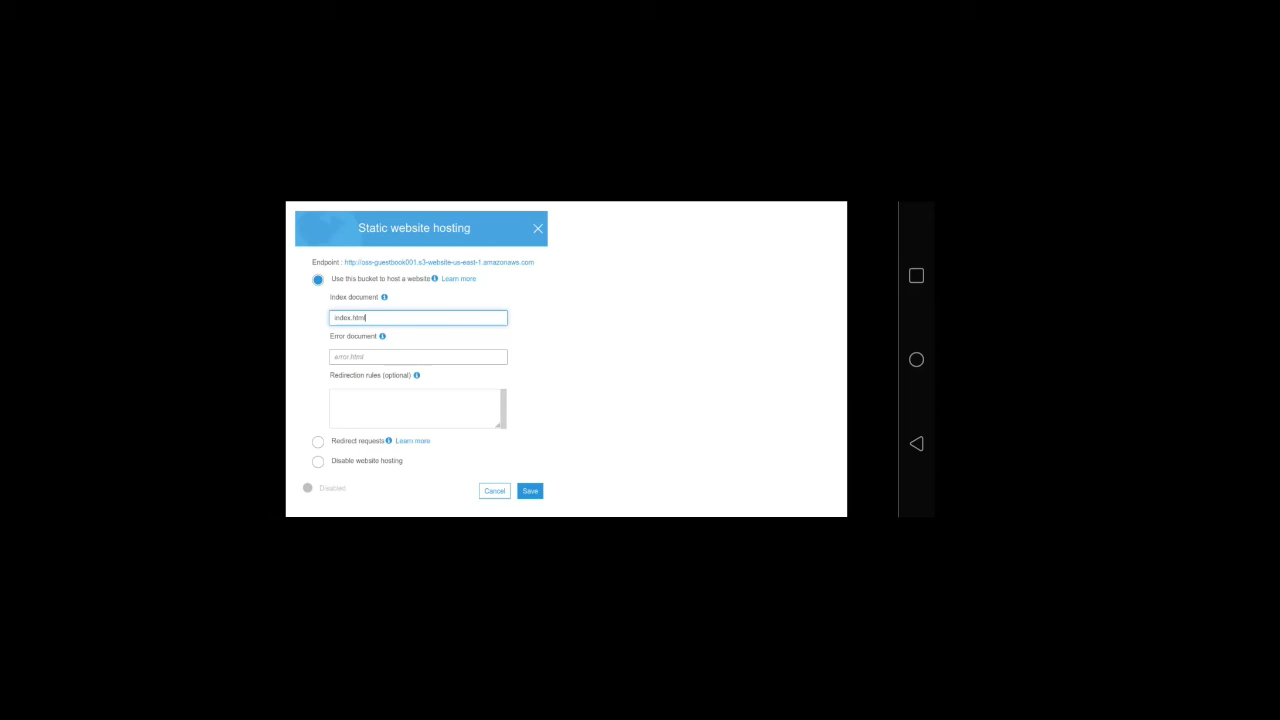 Static website hosting
Endpoint : http://oss-guestbook001.s3-website-us-east-1.amazonaws.com
Use this bucket to host a website Learn more
Index document
index.html
Error document
error.html
Redirection rules (optional)
Redirect requests Learn more
Disable website hosting
Disabled
Cancel Save